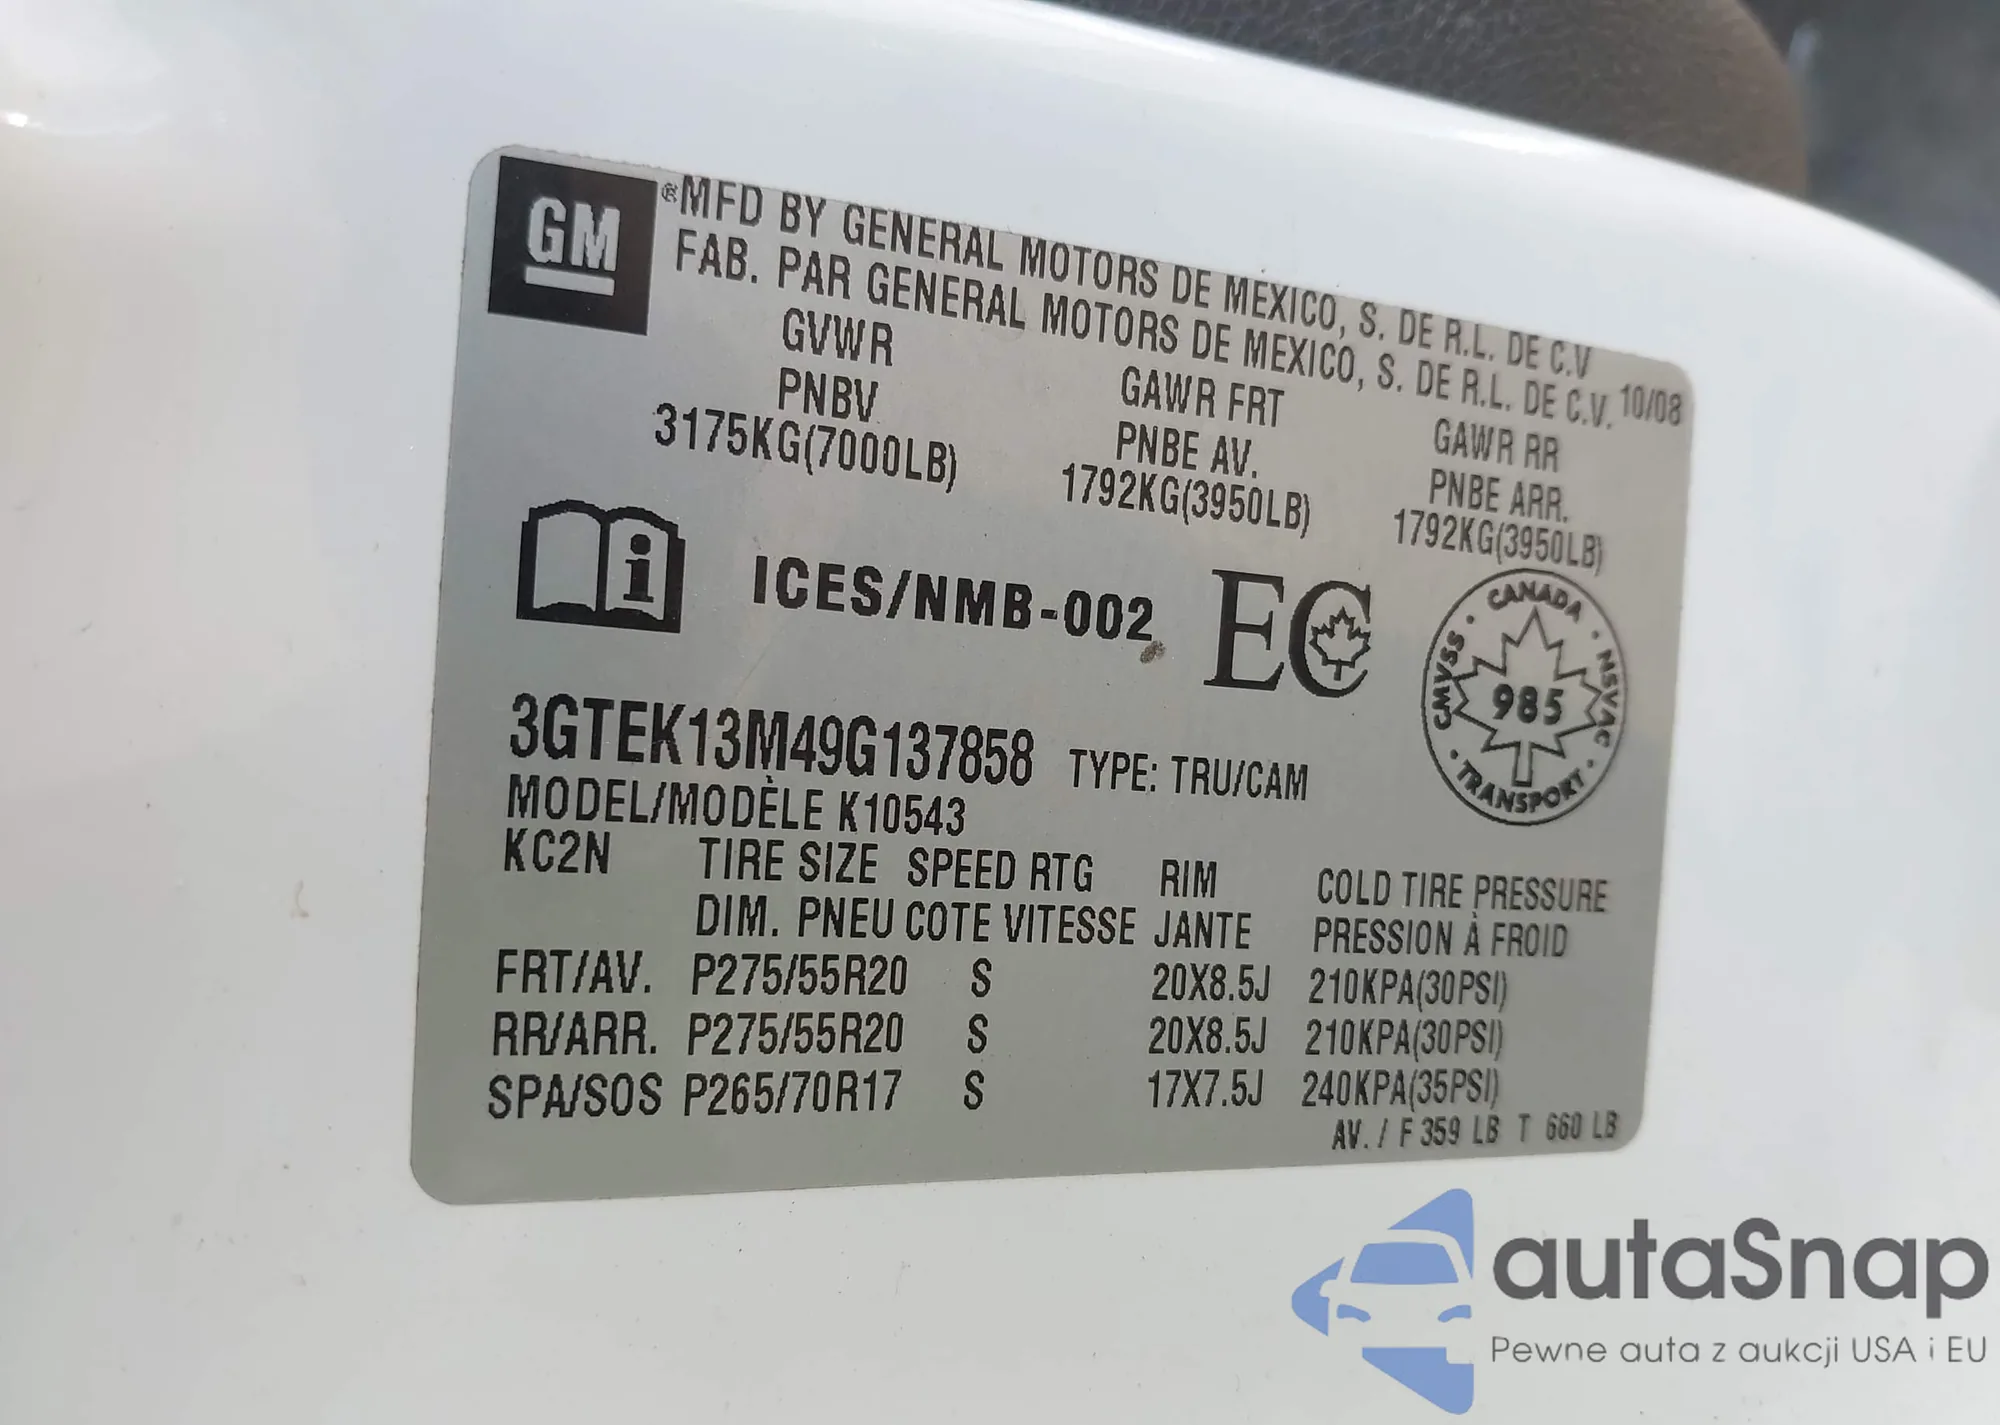 GM
®MFD BY GENERAL MOTORS DE MEXICO, S. DE R.L. DE C.V
FAB. PAR GENERAL MOTORS DE MEXICO, S. DE R.L. DE C.V. 10/08
GVWR GAWR FRT GAWR RR
PNBV PNBE AV. PNBE ARR.
3175KG(7000LB) 1792KG(3950LB) 1792KG(3950LB)
i ICES/NMB-002 EC
CANADA · NSVAC · TRANSPORT · CMVSS ·
985
3GTEK13M49G137858 TYPE: TRU/CAM
MODEL/MODÈLE K10543
KC2N TIRE SIZE SPEED RTG RIM COLD TIRE PRESSURE
DIM. PNEU COTE VITESSE JANTE PRESSION À FROID
FRT/AV. P275/55R20 S 20X8.5J 210KPA(30PSI)
RR/ARR. P275/55R20 S 20X8.5J 210KPA(30PSI)
SPA/SOS P265/70R17 S 17X7.5J 240KPA(35PSI)
AV. / F 359 LB T 660 LB
autaSnap
Pewne auta z aukcji USA i EU